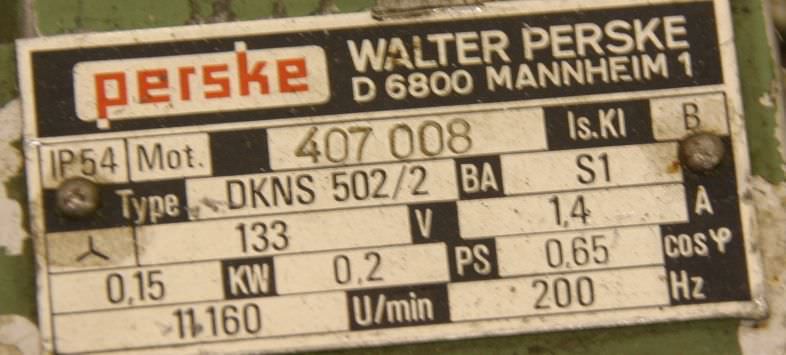 perske
WALTER PERSKE
D 6800 MANNHEIM 1
IP54 Mot. 407 008 Is.Kl B
Type DKNS 502/2 BA S1
133 V 1,4 A
0,15 KW 0.2 PS 0,65 cosφ
11.160 U/min 200 Hz